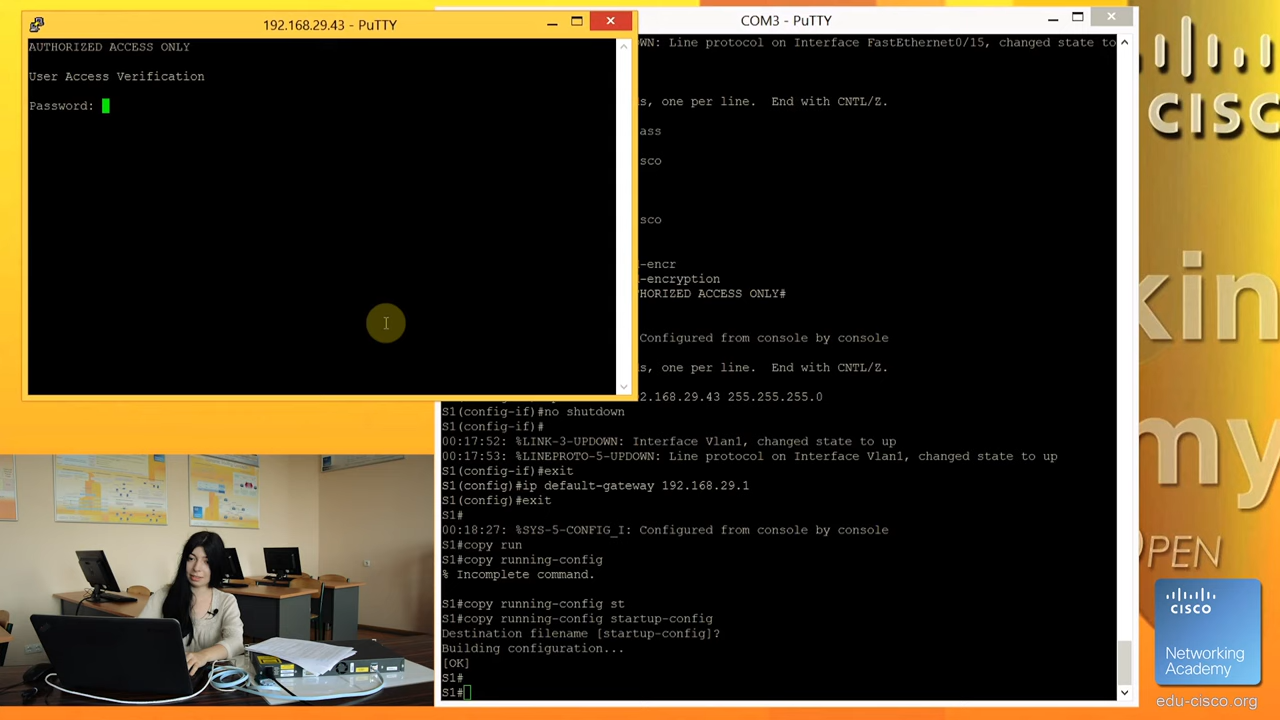 192.168.29.43 - PuTTY
AUTHORIZED ACCESS ONLY
User Access Verification
Password:
COM3 - PuTTY
WN: Line protocol on Interface FastEthernet0/15, changed state to
s, one per line.  End with CNTL/Z.
ass
sco
sco
-encr
-encryption
HORIZED ACCESS ONLY#
Configured from console by console
s, one per line.  End with CNTL/Z.
2.168.29.43 255.255.255.0
S1(config-if)#no shutdown
S1(config-if)#
00:17:52: %LINK-3-UPDOWN: Interface Vlan1, changed state to up
00:17:53: %LINEPROTO-5-UPDOWN: Line protocol on Interface Vlan1, changed state to up
S1(config-if)#exit
S1(config)#ip default-gateway 192.168.29.1
S1(config)#exit
S1#
00:18:27: %SYS-5-CONFIG_I: Configured from console by console
S1#copy run
S1#copy running-config
% Incomplete command.
S1#copy running-config st
S1#copy running-config startup-config
Destination filename [startup-config]?
Building configuration...
[OK]
S1#
S1#
CISC
kin
my
OPEN
CISCO
Networking
Academy
edu-cisco.org